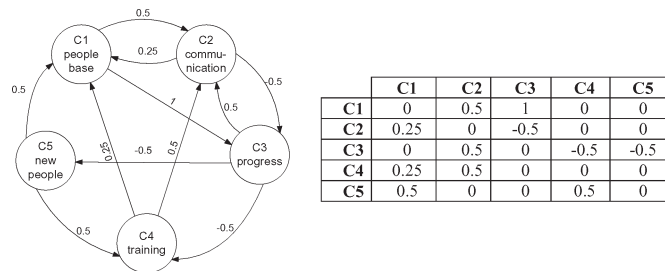 0.5
C1
people
base
C2
commu-
nication
0.25
-0.5
0.5
1
0.5
C5
new
people
0.25
-0.5
0.5
C3
progress
0.5
C4
training
-0.5
C1 C2 C3 C4 C5
C1 0 0.5 1 0 0
C2 0.25 0 -0.5 0 0
C3 0 0.5 0 -0.5 -0.5
C4 0.25 0.5 0 0 0
C5 0.5 0 0 0.5 0